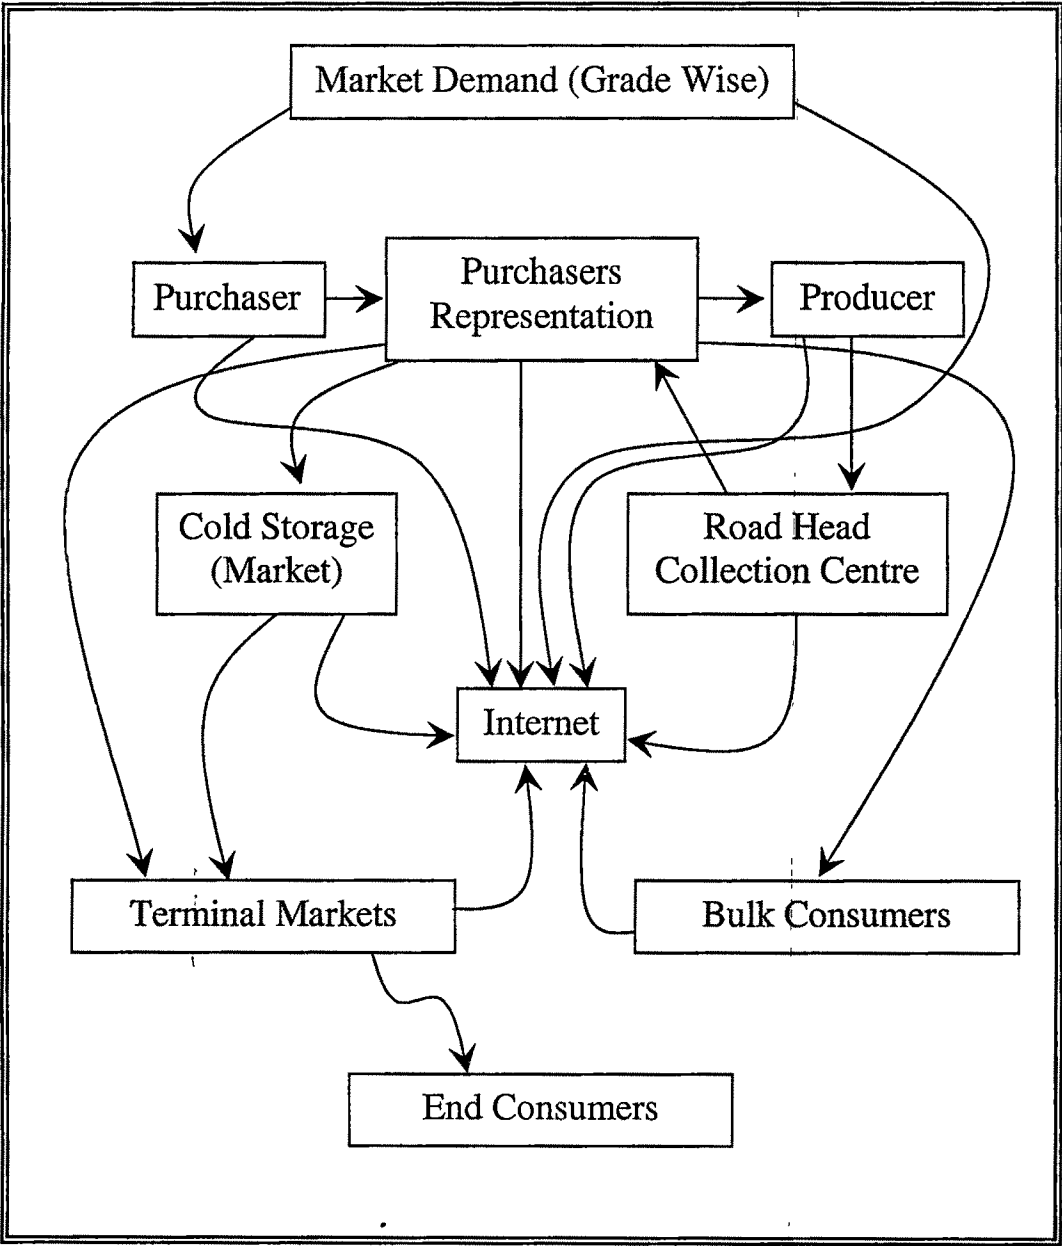 Market Demand (Grade Wise)
Purchaser
Purchasers
Representation
Producer
Cold Storage
(Market)
Road Head
Collection Centre
Internet
Terminal Markets
Bulk Consumers
End Consumers